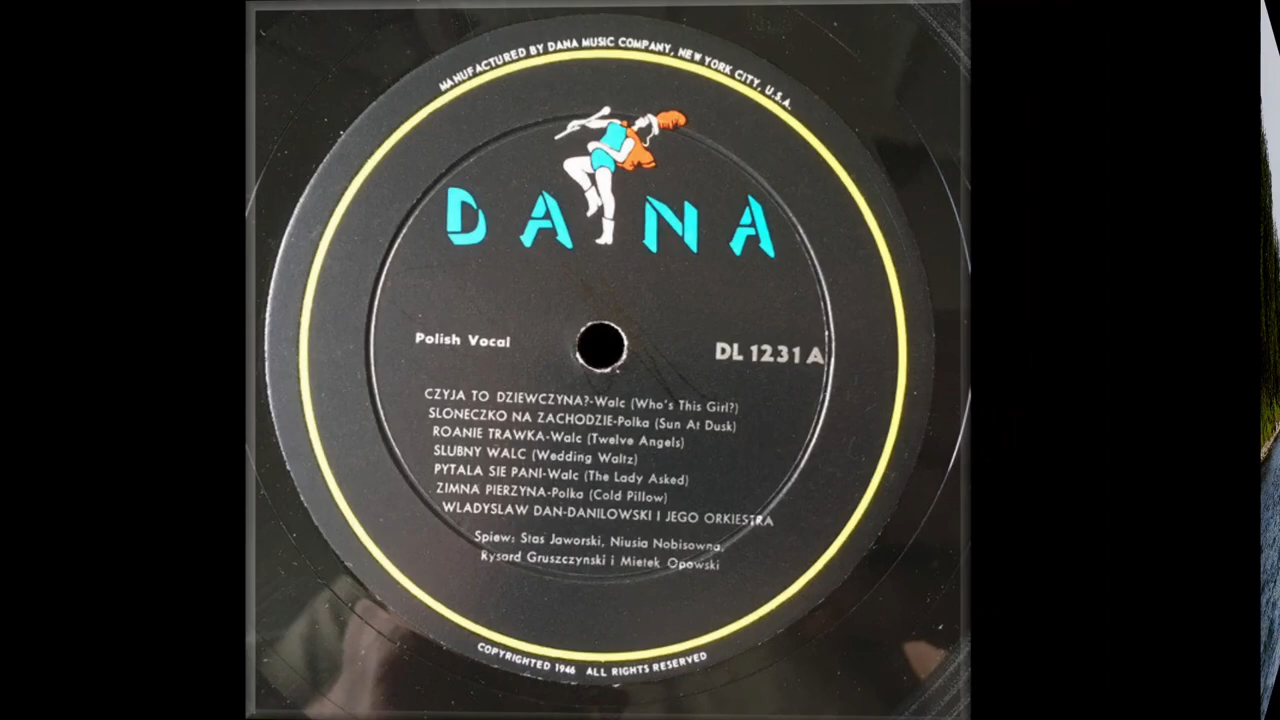 MANUFACTURED BY DANA MUSIC COMPANY, NEW YORK CITY, U.S.A.
DANA
Polish Vocal
DL 1231 A
CZYJA TO DZIEWCZYNA?-Walc (Who's This Girl?)
SLONECZKO NA ZACHODZIE-Polka (Sun At Dusk)
ROANIE TRAWKA-Walc (Twelve Angels)
SLUBNY WALC (Wedding Waltz)
PYTALA SIE PANI-Walc (The Lady Asked)
ZIMNA PIERZYNA-Polka (Cold Pillow)
WLADYSLAW DAN-DANILOWSKI I JEGO ORKIESTRA
Spiew: Stas Jaworski, Niusia Nobisowna,
Rysard Gruszczynski i Mietek Opowski
COPYRIGHTED 1946 ALL RIGHTS RESERVED